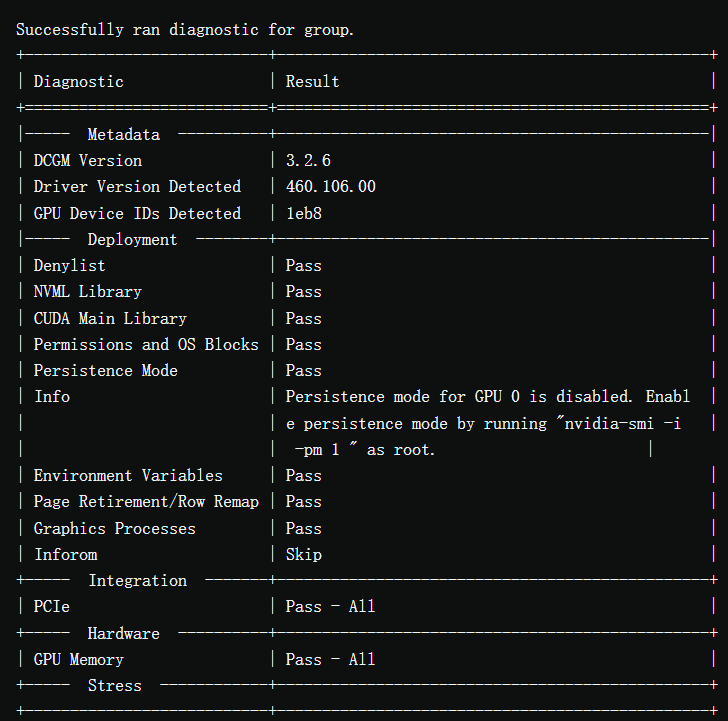 Successfully ran diagnostic for group.
+---------------------------+------------------------------------------------+
| Diagnostic                | Result                                         |
+===========================+================================================+
|-----  Metadata  ----------+------------------------------------------------|
| DCGM Version              | 3.2.6                                          |
| Driver Version Detected   | 460.106.00                                     |
| GPU Device IDs Detected   | 1eb8                                           |
|-----  Deployment  --------+------------------------------------------------|
| Denylist                  | Pass                                           |
| NVML Library              | Pass                                           |
| CUDA Main Library         | Pass                                           |
| Permissions and OS Blocks | Pass                                           |
| Persistence Mode          | Pass                                           |
| Info                      | Persistence mode for GPU 0 is disabled. Enabl  |
|                           | e persistence mode by running "nvidia-smi -i   |
|                           |  -pm 1 " as root.                        |
| Environment Variables     | Pass                                           |
| Page Retirement/Row Remap | Pass                                           |
| Graphics Processes        | Pass                                           |
| Inforom                   | Skip                                           |
+-----  Integration  -------+------------------------------------------------+
| PCIe                      | Pass - All                                     |
+-----  Hardware  ----------+------------------------------------------------+
| GPU Memory                | Pass - All                                     |
+-----  Stress  ------------+------------------------------------------------+
+---------------------------+------------------------------------------------+